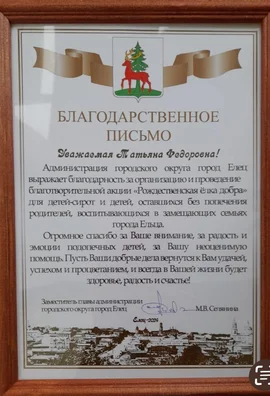 БЛАГОДАРСТВЕННОЕ
ПИСЬМО
Уважаемая Татьяна Федоровна!
Администрация городского округа город Елец
выражает благодарность за организацию и проведение
благотворительной акции «Рождественская ёлка добра»
для детей-сирот и детей, оставшихся без попечения
родителей, воспитывающихся в замещающих семьях
города Ельца.
Огромное спасибо за Ваше внимание, за радость и
эмоции подопечных детей, за Вашу неоценимую
помощь. Пусть Ваши добрые дела вернутся к Вам удачей,
успехом и процветанием, и всегда в Вашей жизни будет
здоровье, радость и счастье!
Заместитель главы администрации
городского округа город Елец М.В. Селянина
Елец